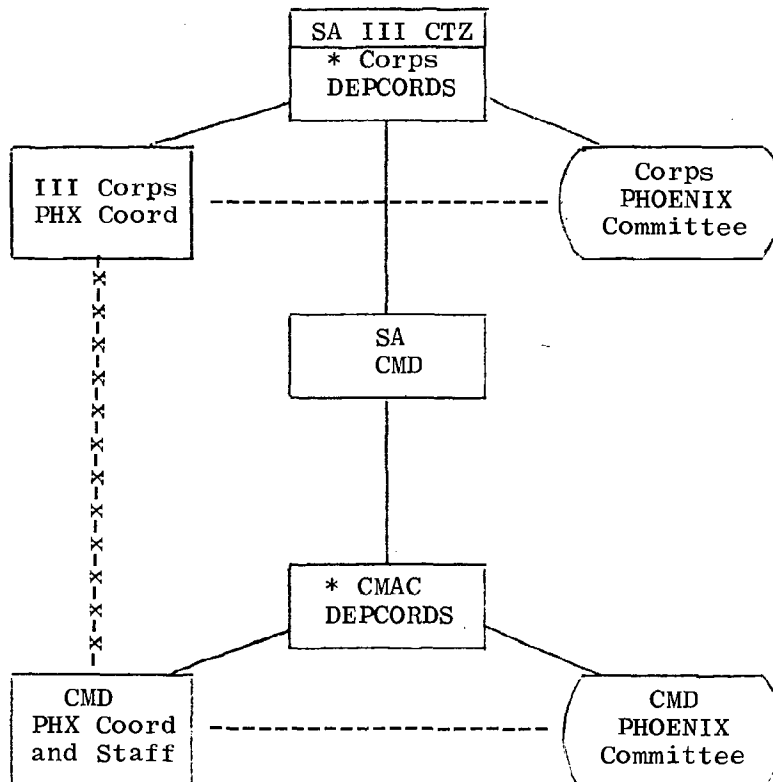 SA III CTZ
* Corps
DEPCORDS
III Corps
PHX Coord
Corps
PHOENIX
Committee
SA
CMD
* CMAC
DEPCORDS
CMD
PHX Coord
and Staff
CMD
PHOENIX
Committee